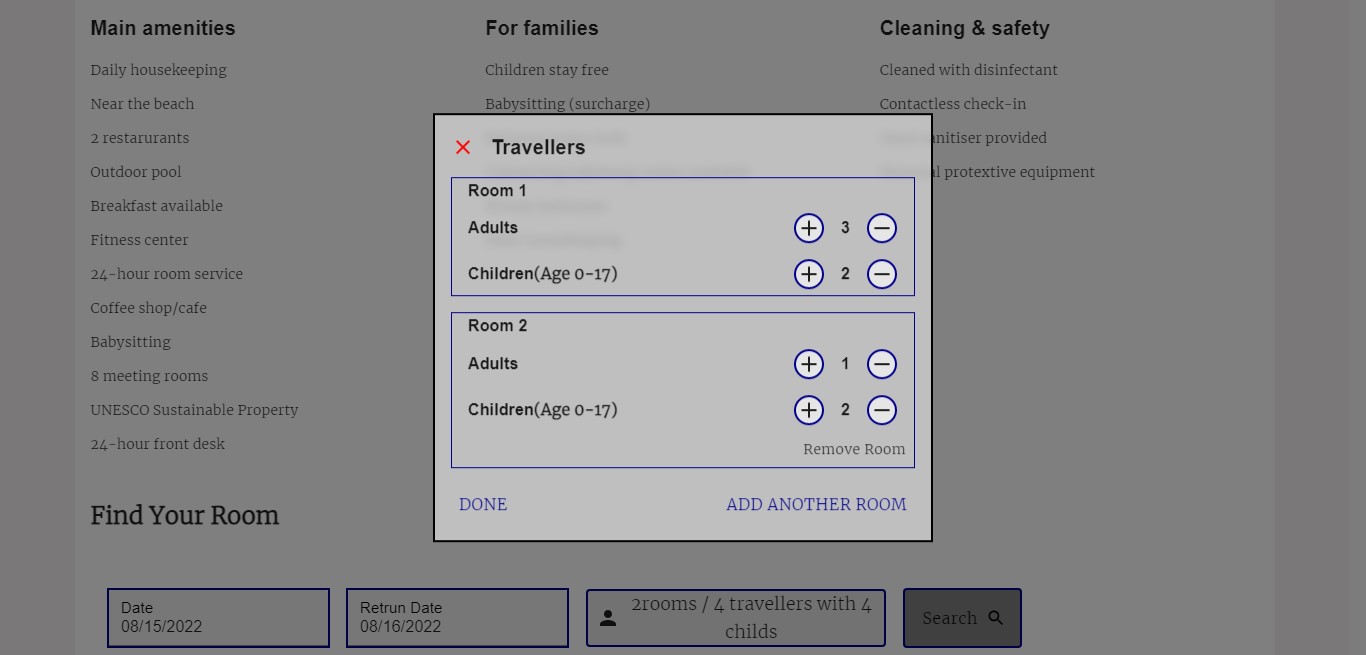 Main amenities
Daily housekeeping
Near the beach
2 restarurants
Outdoor pool
Breakfast available
Fitness center
24-hour room service
Coffee shop/cafe
Babysitting
8 meeting rooms
UNESCO Sustainable Property
24-hour front desk
For families
Children stay free
Babysitting (surcharge)
Cleaning & safety
Cleaned with disinfectant
Contactless check-in
sanitiser provided
protextive equipment
Travellers
Room 1
Adults 3
Children(Age 0-17) 2
Room 2
Adults 1
Children(Age 0-17) 2
Remove Room
DONE ADD ANOTHER ROOM
Find Your Room
Date
08/15/2022
Retrun Date
08/16/2022
2rooms / 4 travellers with 4
childs
Search